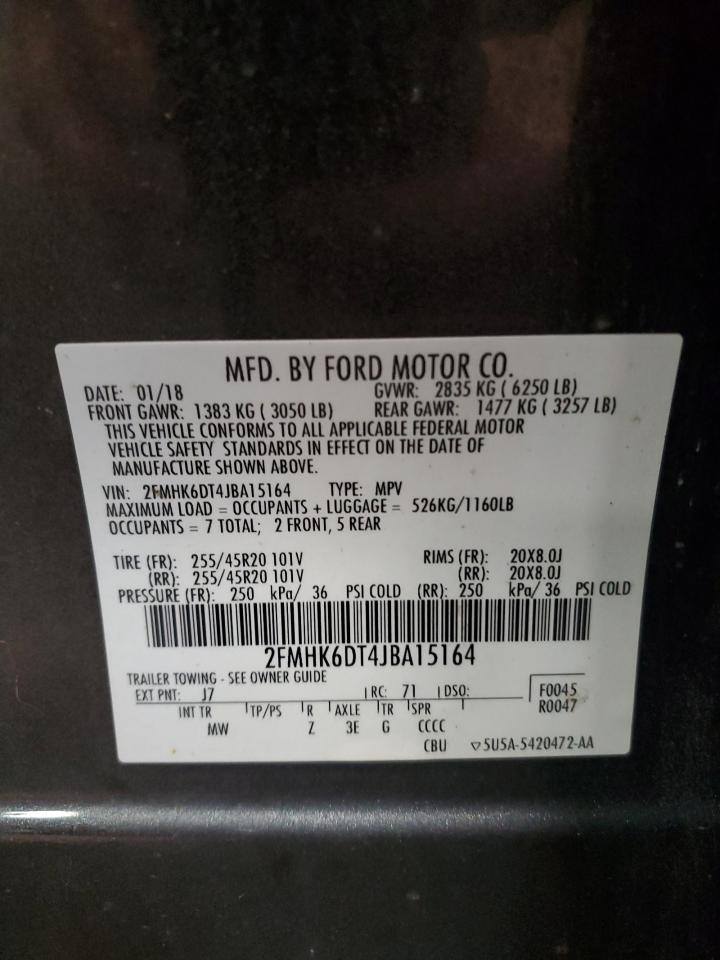 MFD. BY FORD MOTOR CO.
DATE: 01/18 GVWR: 2835 KG ( 6250 LB)
FRONT GAWR: 1383 KG ( 3050 LB) REAR GAWR: 1477 KG ( 3257 LB)
THIS VEHICLE CONFORMS TO ALL APPLICABLE FEDERAL MOTOR
VEHICLE SAFETY STANDARDS IN EFFECT ON THE DATE OF
MANUFACTURE SHOWN ABOVE.
VIN: 2FMHK6DT4JBA15164 TYPE: MPV
MAXIMUM LOAD = OCCUPANTS + LUGGAGE = 526KG/1160LB
OCCUPANTS = 7 TOTAL; 2 FRONT, 5 REAR
TIRE (FR): 255/45R20 101V RIMS (FR): 20X8.0J
(RR): 255/45R20 101V (RR): 20X8.0J
PRESSURE (FR): 250 kPa/ 36 PSI COLD (RR): 250 kPa/ 36 PSI COLD
2FMHK6DT4JBA15164
TRAILER TOWING - SEE OWNER GUIDE
EXT PNT: J7 RC: 71 DSO: F0045
R0047
INT TR TP/PS R AXLE TR SPR
MW Z 3E G CCCC
CBU ▽5U5A-5420472-AA